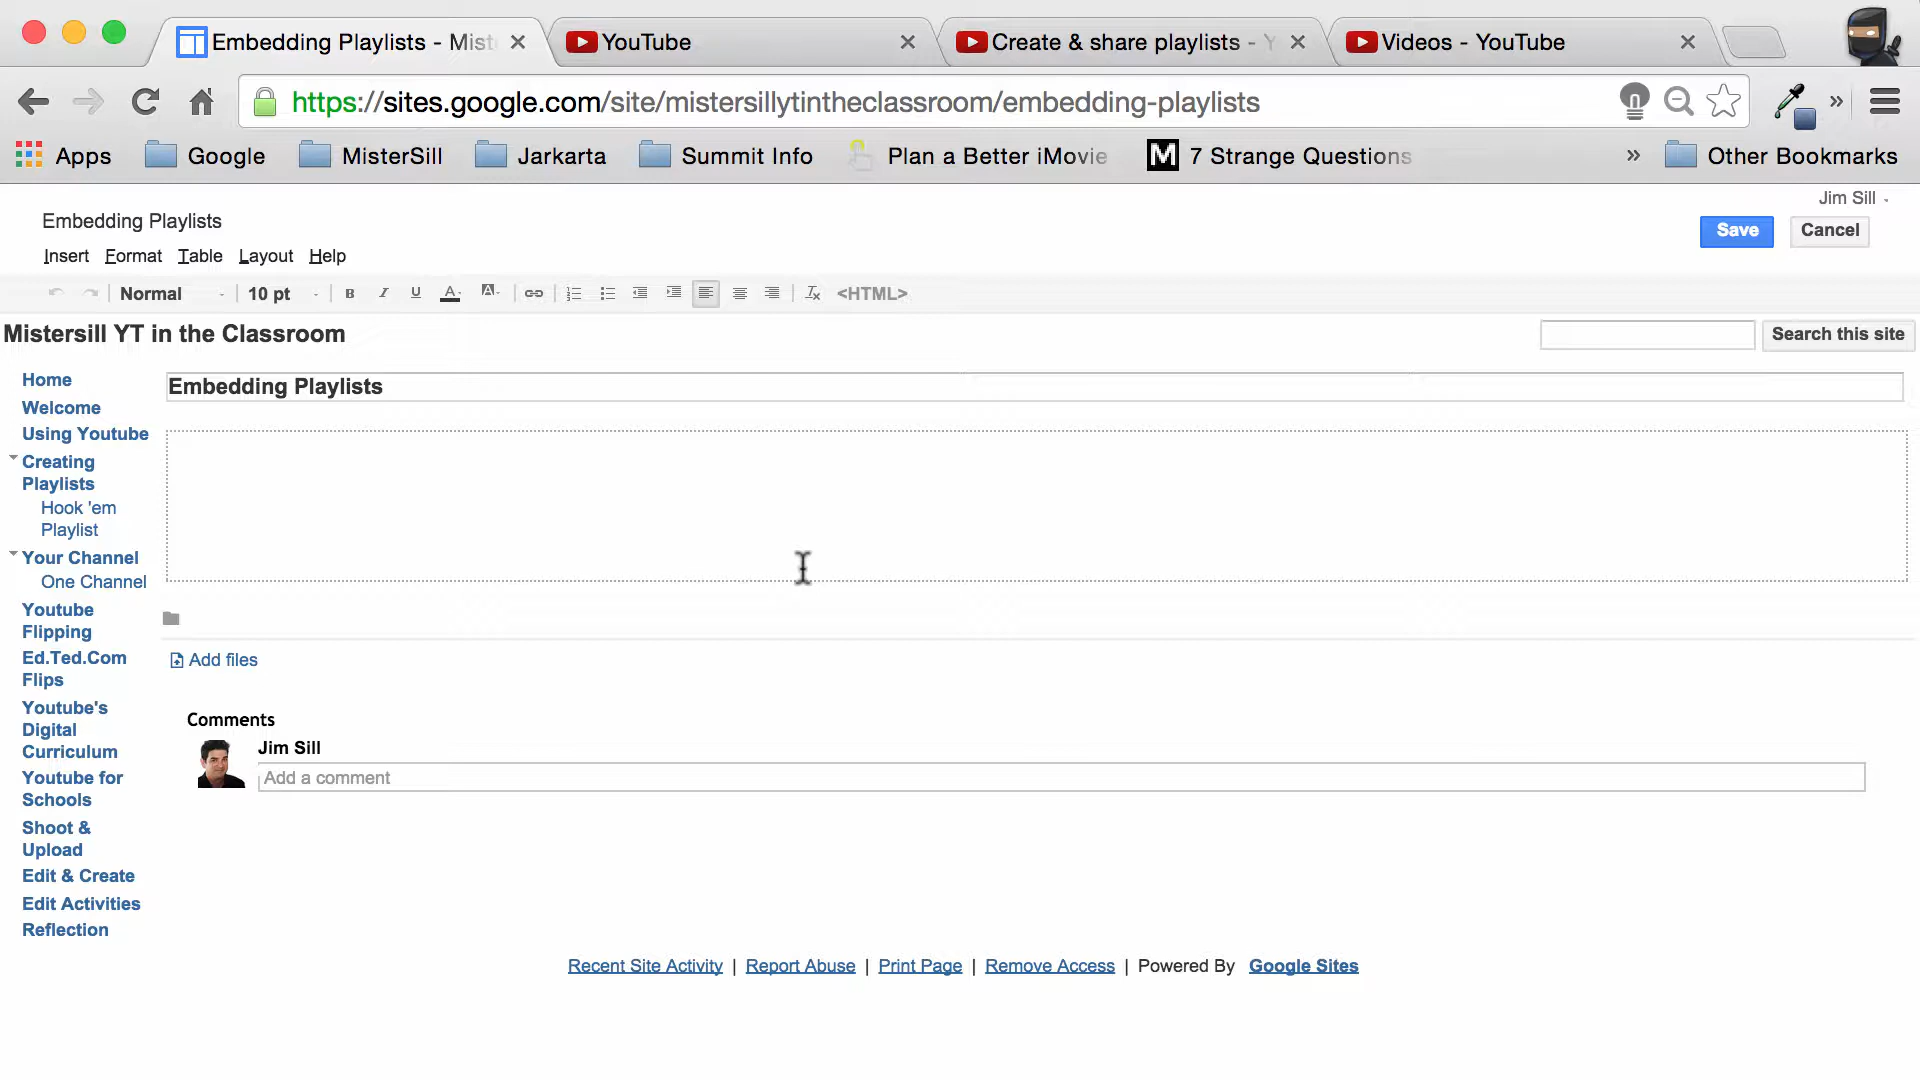 Embedding Playlists - Mist
YouTube
Create & share playlists - Y
Videos - YouTube
https://sites.google.com/site/mistersillytintheclassroom/embedding-playlists
Apps
Google
MisterSill
Jarkarta
Summit Info
Plan a Better iMovie
M
7 Strange Questions
»
Other Bookmarks
Jim Sill
Embedding Playlists
Save
Cancel
Insert Format Table Layout Help
Normal 10 pt B I U A A <HTML>
Mistersill YT in the Classroom
Search this site
Home
Welcome
Using Youtube
Creating
Playlists
Hook 'em
Playlist
Your Channel
One Channel
Youtube
Flipping
Ed.Ted.Com
Flips
Youtube's
Digital
Curriculum
Youtube for
Schools
Shoot &
Upload
Edit & Create
Edit Activities
Reflection
Embedding Playlists
Add files
Comments
Jim Sill
Add a comment
Recent Site Activity | Report Abuse | Print Page | Remove Access | Powered By Google Sites